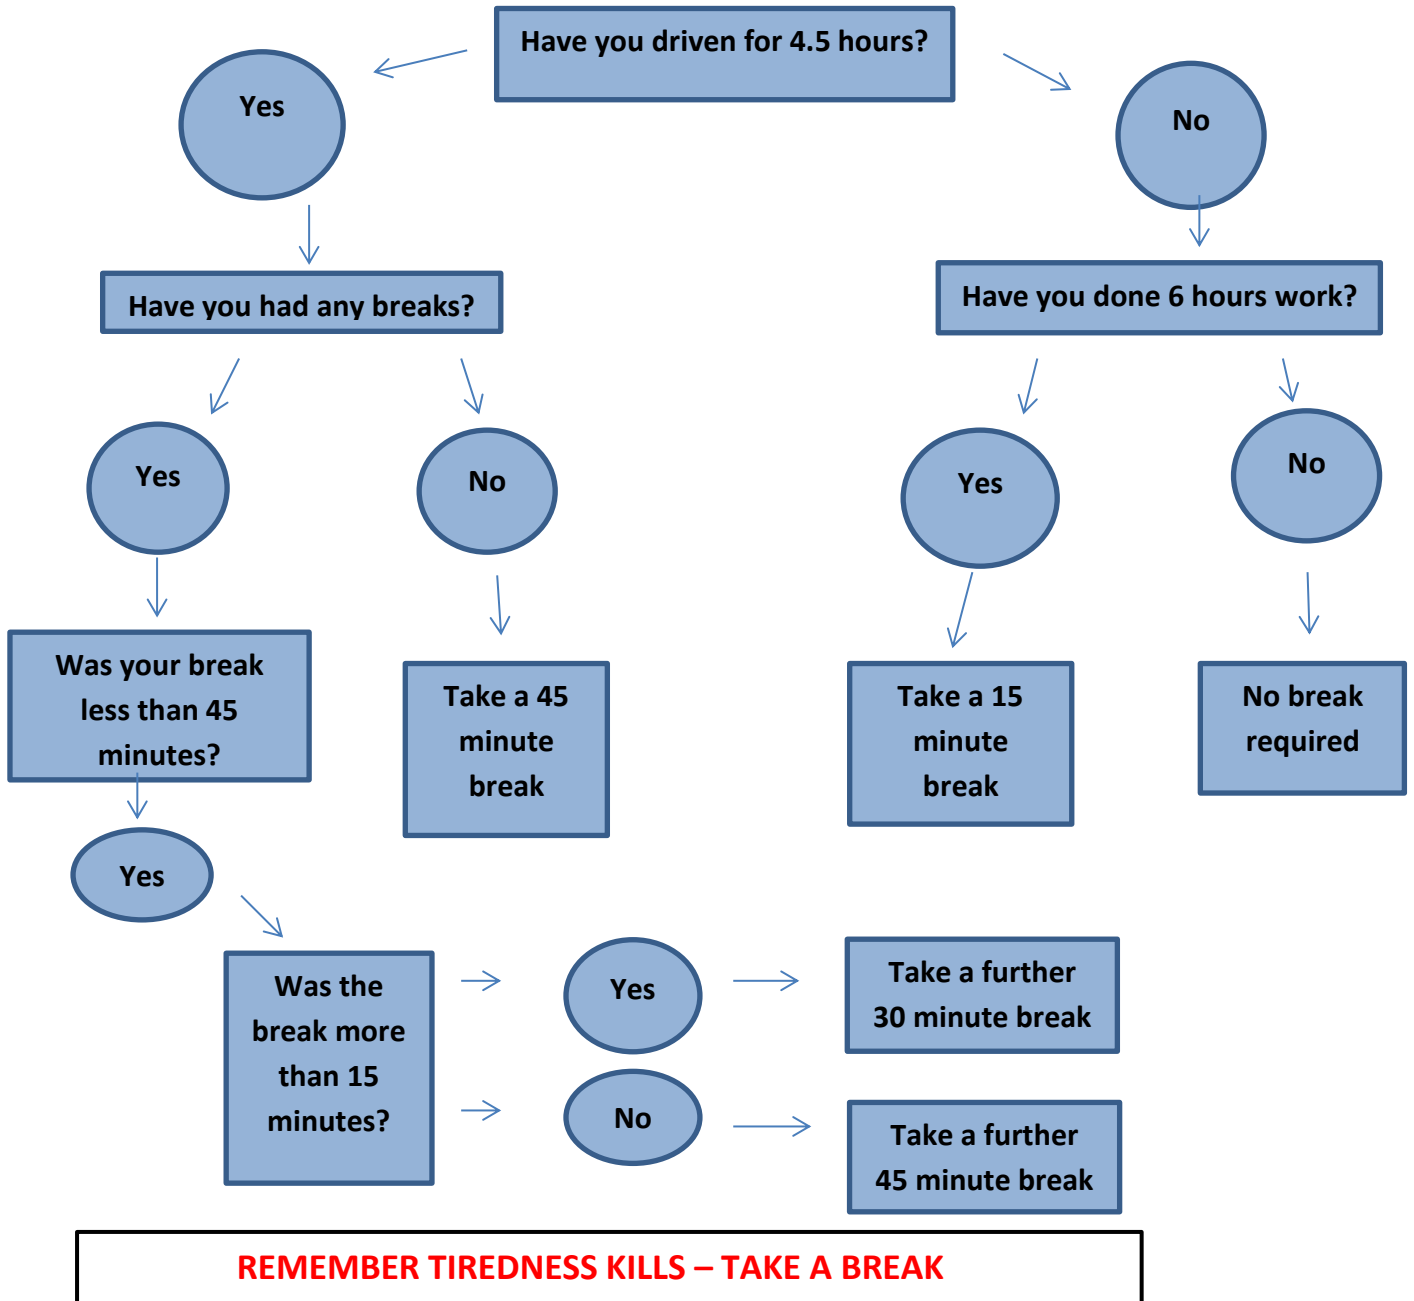 Have you driven for 4.5 hours?
Yes
No
Have you had any breaks?
Have you done 6 hours work?
Yes
No
Yes
No
Was your break
less than 45
minutes?
Take a 45
minute
break
Take a 15
minute
break
No break
required
Yes
Was the
break more
than 15
minutes?
Yes
Take a further
30 minute break
No
Take a further
45 minute break
REMEMBER TIREDNESS KILLS – TAKE A BREAK